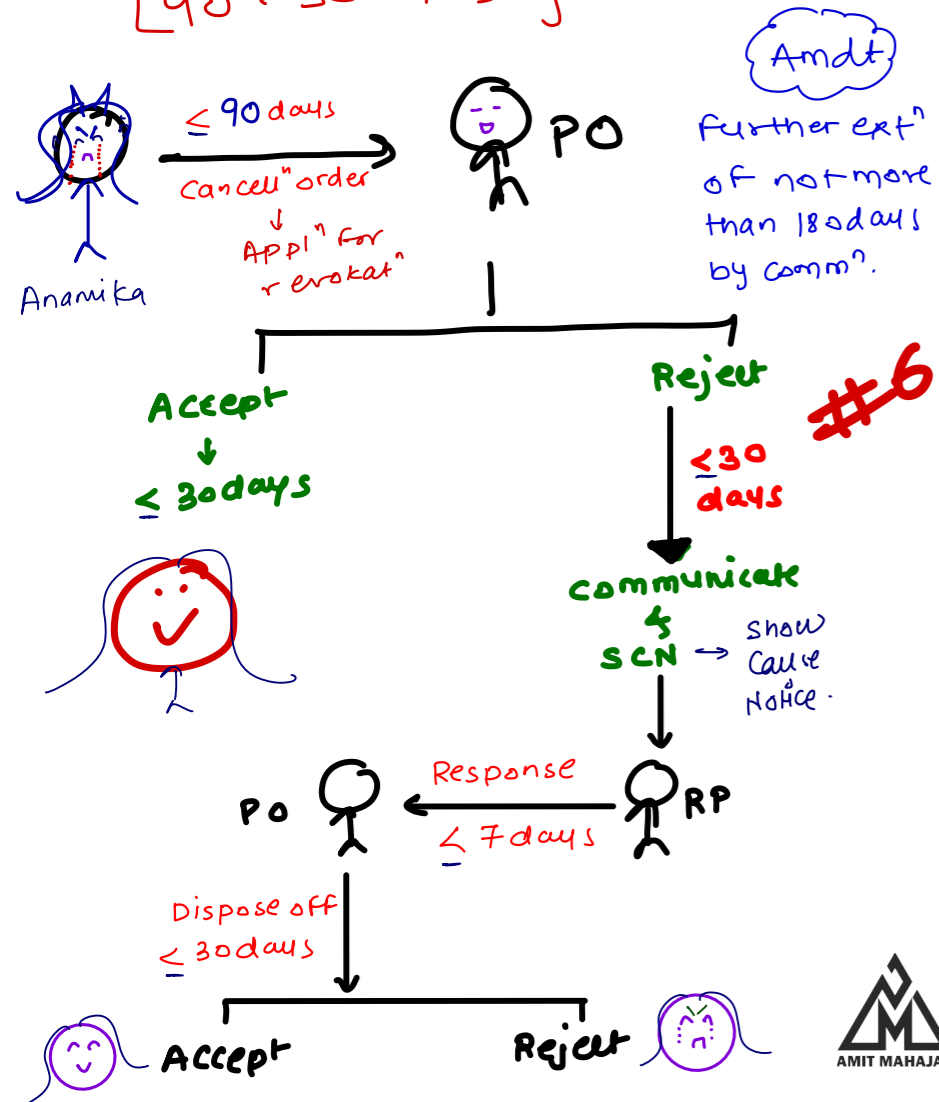 ≤ 90 days
Cancellⁿ order
↓
Applⁿ for
revokatⁿ
Anamika
PO
Amdt
Further extⁿ
of not more
than 180 days
by commⁿ.
Accept
↓
≤ 30 days
Reject
≤ 30
days
#6
communicate
&
SCN → Show
Cause
Notice.
PO
Response
≤ 7 days
RP
Dispose off
≤ 30 days
Accept
Reject
AMIT MAHAJA